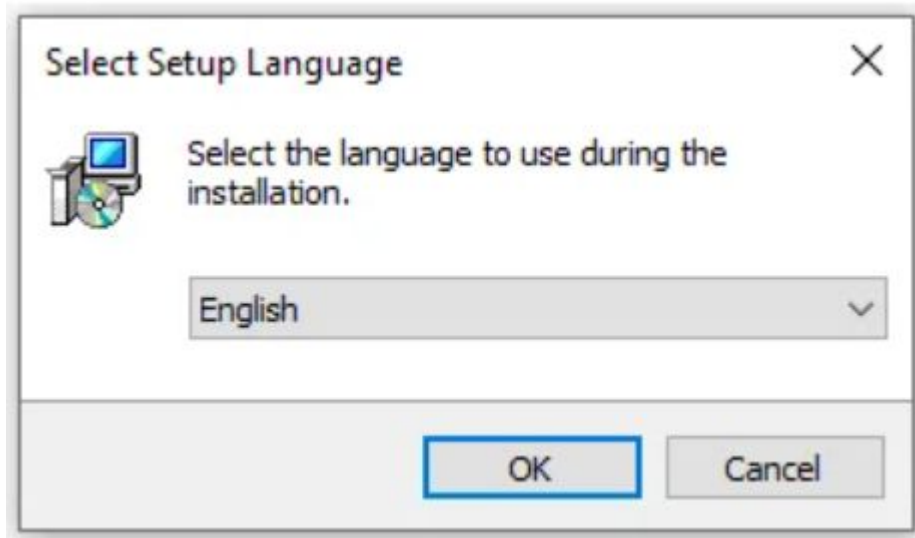 Select Setup Language
Select the language to use during the
installation.
English
OK
Cancel